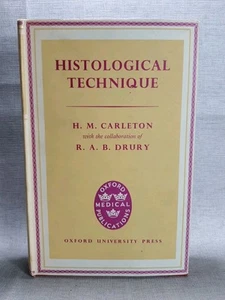 HISTOLOGICAL
TECHNIQUE
H. M. CARLETON
with the collaboration of
R. A. B. DRURY
OXFORD
MEDICAL
PUBLICATIONS
OXFORD UNIVERSITY PRESS